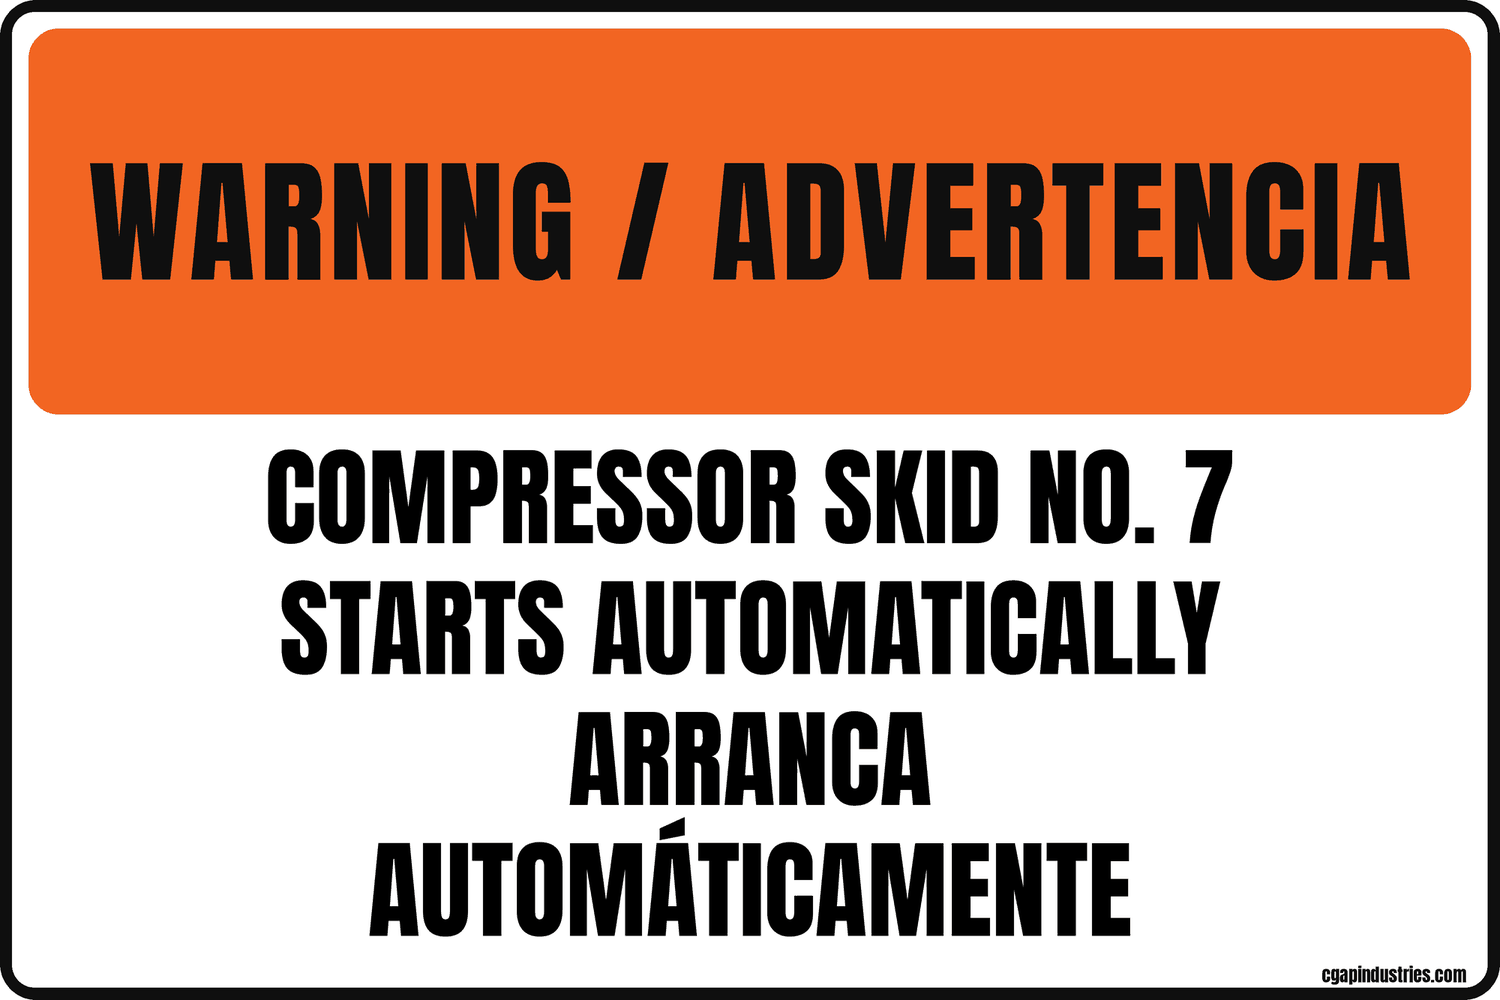 WARNING / ADVERTENCIA
COMPRESSOR SKID NO. 7
STARTS AUTOMATICALLY
ARRANCA
AUTOMÁTICAMENTE
cgapindustries.com